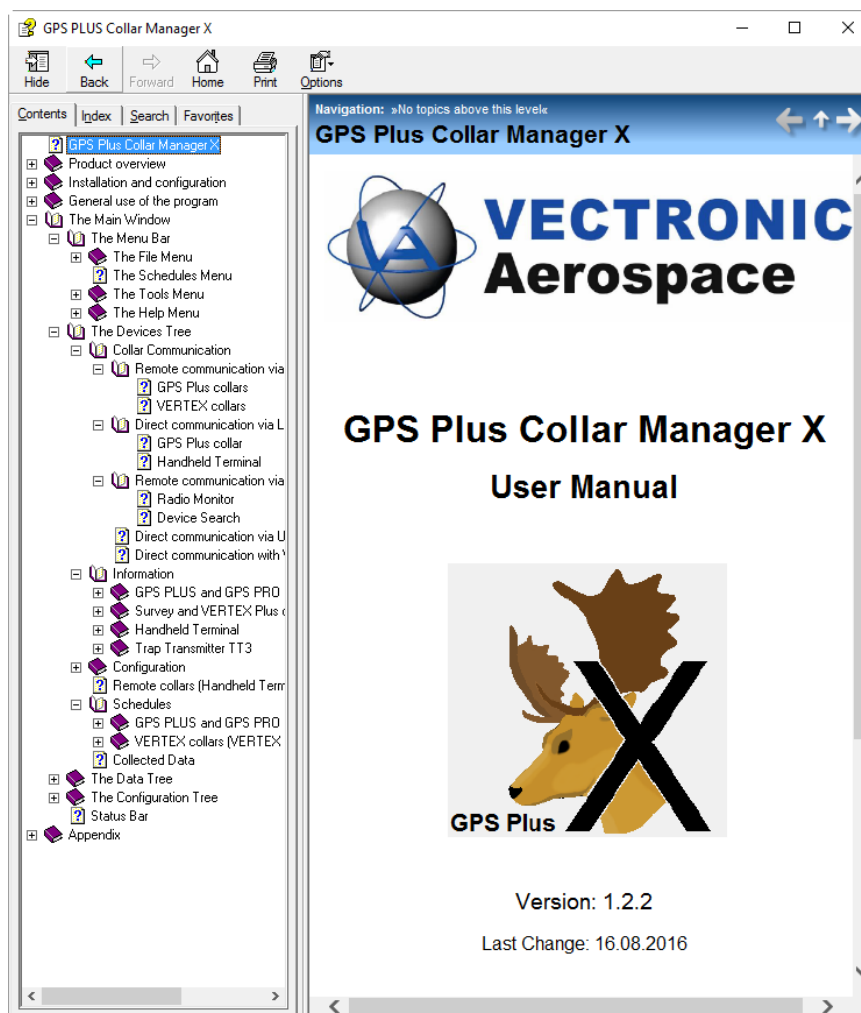 GPS PLUS Collar Manager X
Hide Back Forward Home Print Options
Contents Index Search Favorites
GPS Plus Collar Manager X
Product overview
Installation and configuration
General use of the program
The Main Window
The Menu Bar
The File Menu
The Schedules Menu
The Tools Menu
The Help Menu
The Devices Tree
Collar Communication
Remote communication via
GPS Plus collars
VERTEX collars
Direct communication via L
GPS Plus collar
Handheld Terminal
Remote communication via
Radio Monitor
Device Search
Direct communication via U
Direct communication with
Information
GPS PLUS and GPS PRO
Survey and VERTEX Plus
Handheld Terminal
Trap Transmitter TT3
Configuration
Remote collars (Handheld Term
Schedules
GPS PLUS and GPS PRO
VERTEX collars (VERTEX
Collected Data
The Data Tree
The Configuration Tree
Status Bar
Appendix
Navigation: »No topics above this level«
GPS Plus Collar Manager X
VA
VECTRONIC
Aerospace
GPS Plus Collar Manager X
User Manual
GPS Plus X
Version: 1.2.2
Last Change: 16.08.2016